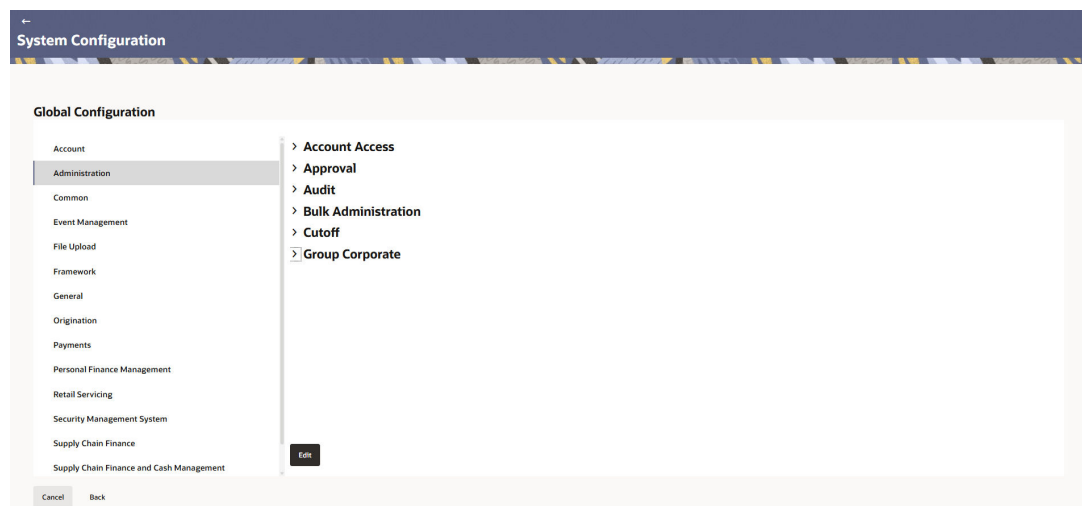 ←
System Configuration
Global Configuration
Account
Administration
Common
Event Management
File Upload
Framework
General
Origination
Payments
Personal Finance Management
Retail Servicing
Security Management System
Supply Chain Finance
Supply Chain Finance and Cash Management
> Account Access
> Approval
> Audit
> Bulk Administration
> Cutoff
> Group Corporate
Edit
Cancel Back